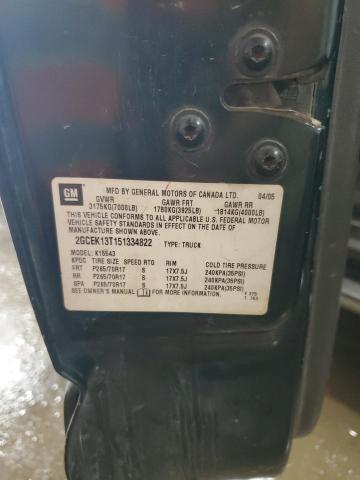 GM
MFD BY GENERAL MOTORS OF CANADA LTD. 04/05
GVWR GAWR FRT GAWR RR
3175KG(7000LB) 1780KG(3925LB) 1814KG(4000LB)
THIS VEHICLE CONFORMS TO ALL APPLICABLE U.S. FEDERAL MOTOR
VEHICLE SAFETY STANDARDS IN EFFECT ON THE DATE OF
MANUFACTURE SHOWN ABOVE.
2GCEK13T151334822 TYPE: TRUCK
MODEL: K15543
KPDC TIRE SIZE SPEED RTG RIM COLD TIRE PRESSURE
FRT P265/70R17 S 17X7.5J 240KPA(35PSI)
RR P265/70R17 S 17X7.5J 240KPA(35PSI)
SPA P265/70R17 S 17X7.5J 240KPA(35PSI)
SEE OWNER'S MANUAL FOR MORE INFORMATION.